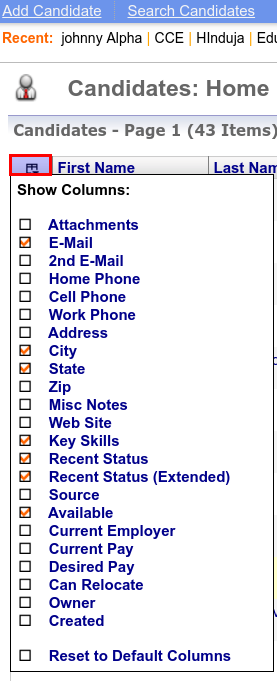 Add Candidate Search Candidates
Recent: johnny Alpha | CCE | HInduja |
Candidates: Home
Candidates - Page 1 (43 Items)
First Name Last
Show Columns:
Attachments
E-Mail
2nd E-Mail
Home Phone
Cell Phone
Work Phone
Address
City
State
Zip
Misc Notes
Web Site
Key Skills
Recent Status
Recent Status (Extended)
Source
Available
Current Employer
Current Pay
Desired Pay
Can Relocate
Owner
Created
Reset to Default Columns